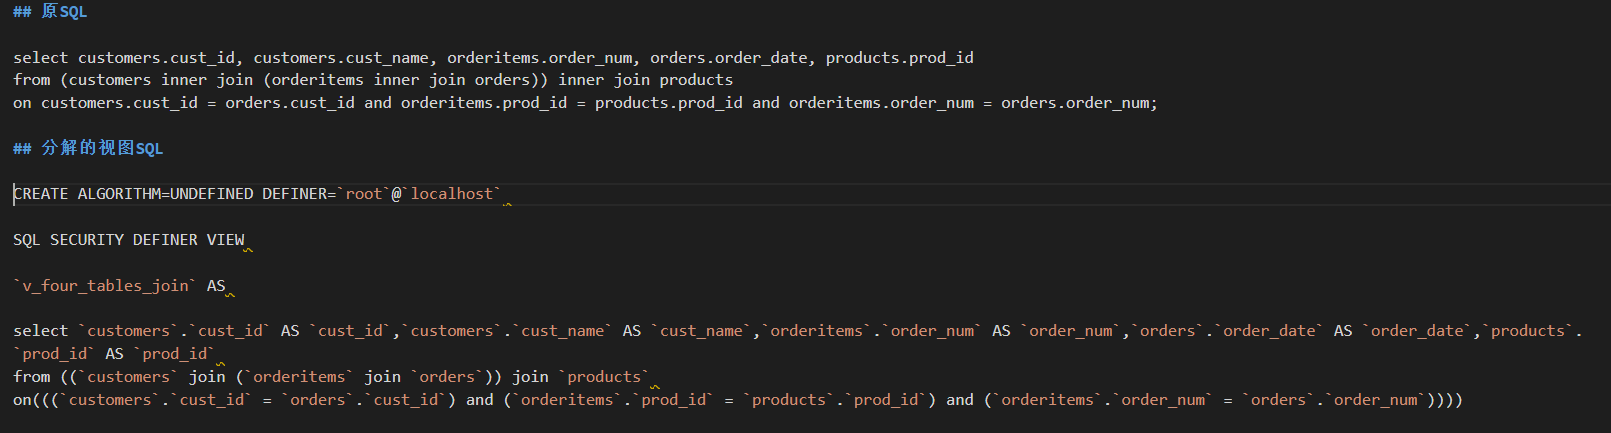 ## 原SQL
select customers.cust_id, customers.cust_name, orderitems.order_num, orders.order_date, products.prod_id
from (customers inner join (orderitems inner join orders)) inner join products
on customers.cust_id = orders.cust_id and orderitems.prod_id = products.prod_id and orderitems.order_num = orders.order_num;
## 分解的视图SQL
CREATE ALGORITHM=UNDEFINED DEFINER=`root`@`localhost`
SQL SECURITY DEFINER VIEW
`v_four_tables_join` AS
select `customers`.`cust_id` AS `cust_id`,`customers`.`cust_name` AS `cust_name`,`orderitems`.`order_num` AS `order_num`,`orders`.`order_date` AS `order_date`,`products`.
`prod_id` AS `prod_id`
from ((`customers` join (`orderitems` join `orders`)) join `products`
on(((`customers`.`cust_id` = `orders`.`cust_id`) and (`orderitems`.`prod_id` = `products`.`prod_id`) and (`orderitems`.`order_num` = `orders`.`order_num`))))